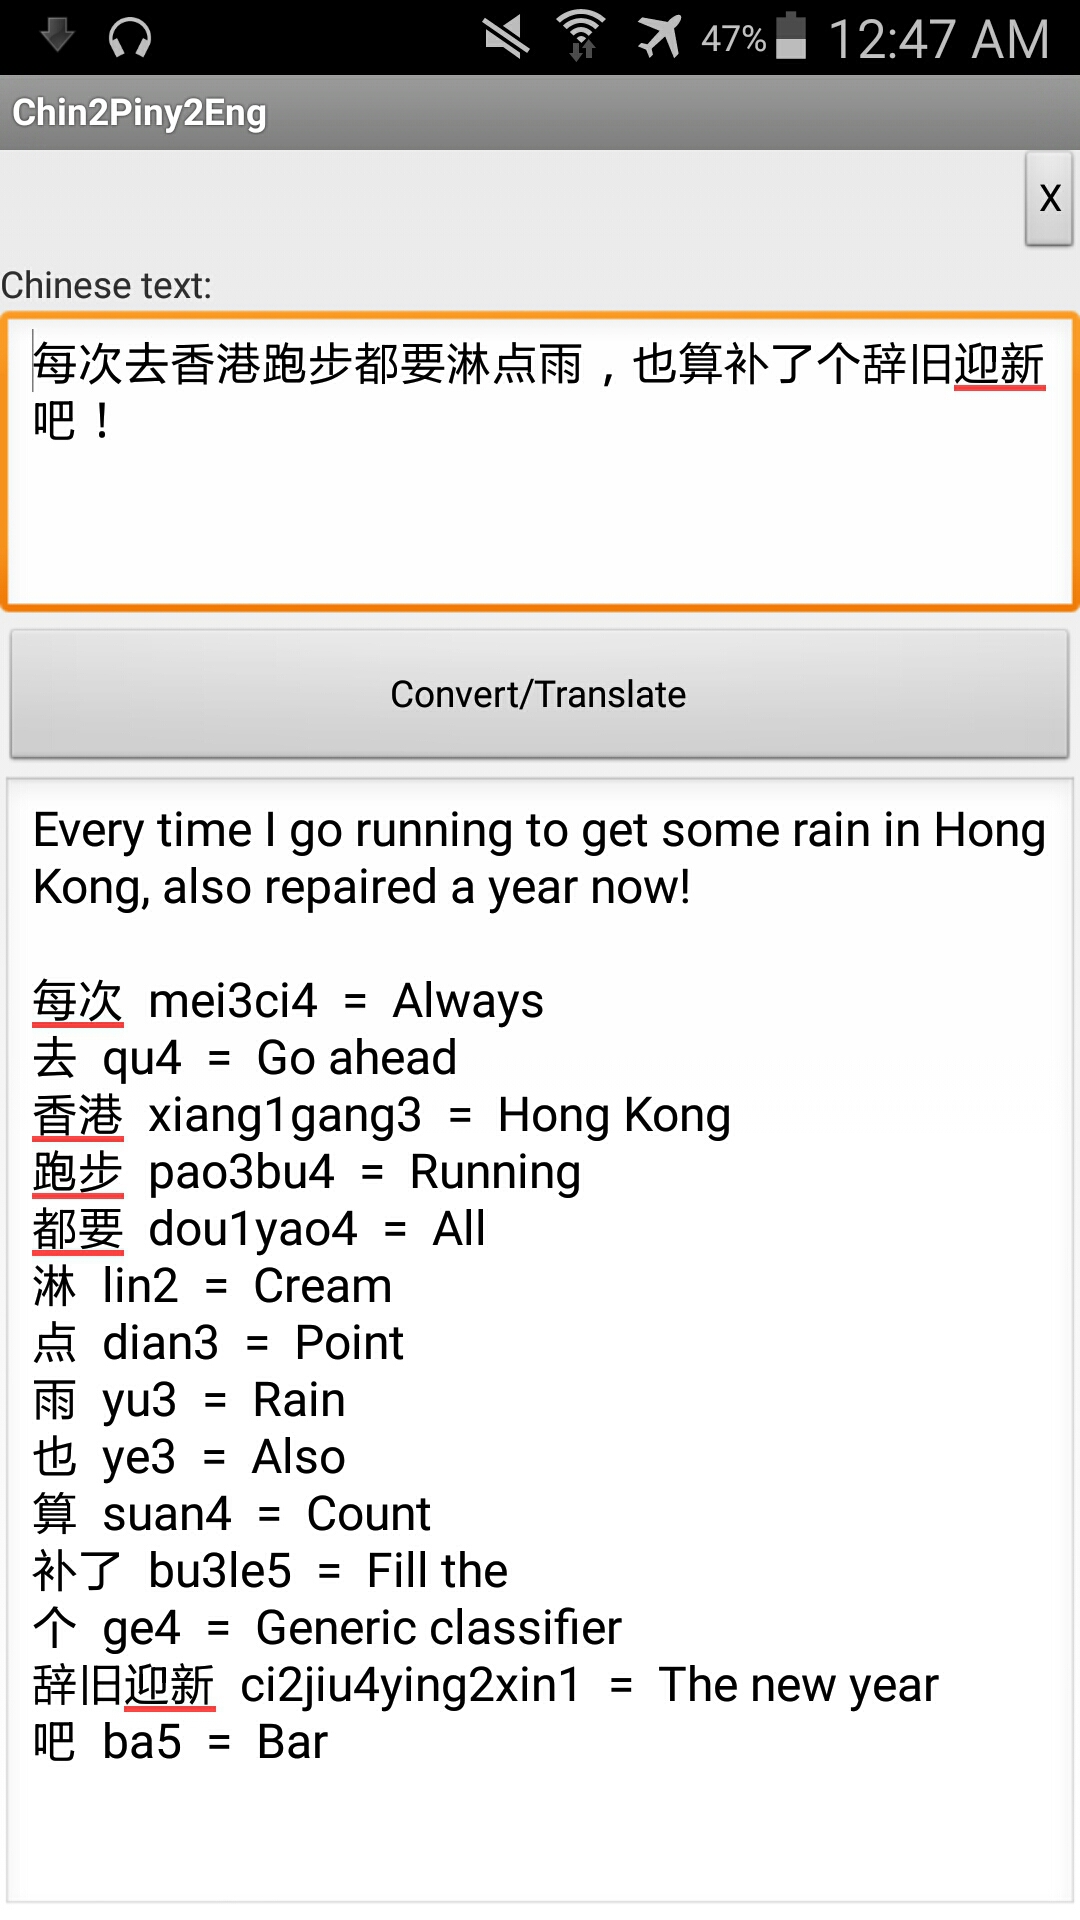 47% 12:47 AM
Chin2Piny2Eng
X
Chinese text:
每次去香港跑步都要淋点雨，也算补了个辞旧迎新
吧！
Convert/Translate
Every time I go running to get some rain in Hong
Kong, also repaired a year now!
每次 mei3ci4 = Always
去 qu4 = Go ahead
香港 xiang1gang3 = Hong Kong
跑步 pao3bu4 = Running
都要 dou1yao4 = All
淋 lin2 = Cream
点 dian3 = Point
雨 yu3 = Rain
也 ye3 = Also
算 suan4 = Count
补了 bu3le5 = Fill the
个 ge4 = Generic classifier
辞旧迎新 ci2jiu4ying2xin1 = The new year
吧 ba5 = Bar